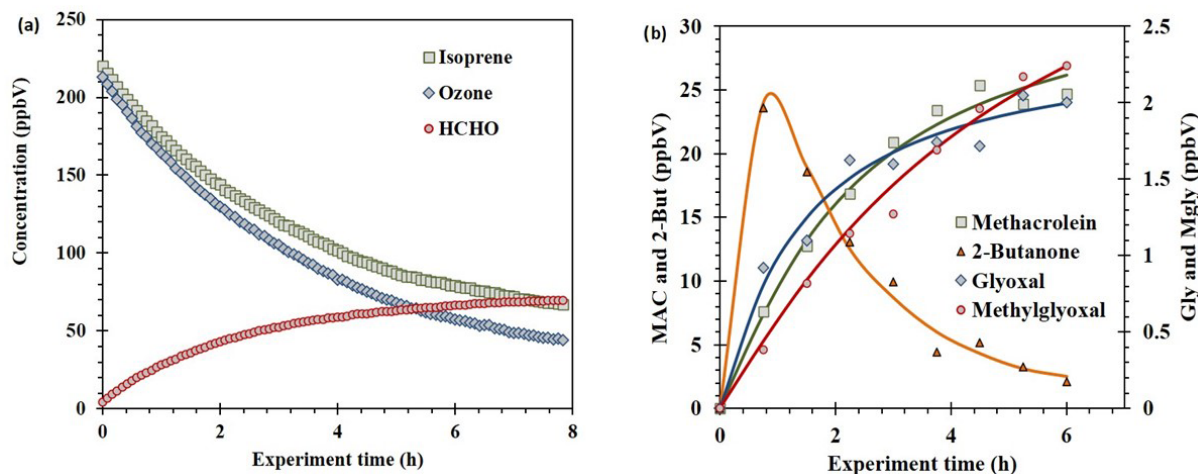 (a)
250
200
150
100
50
0
Concentration (ppbV)
Isoprene
Ozone
HCHO
0 2 4 6 8
Experiment time (h)
(b)
30
25
20
15
10
5
0
MAC and 2-But (ppbV)
Methacrolein
2-Butanone
Glyoxal
Methylglyoxal
2.5
2
1.5
1
0.5
0
Gly and Mgly (ppbV)
0 2 4 6
Experiment time (h)